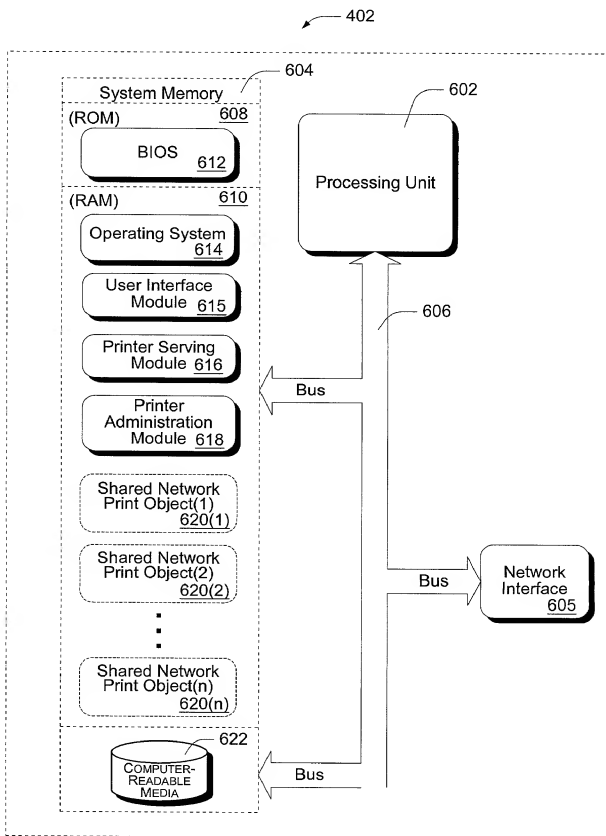 402
604
System Memory
(ROM) 608
BIOS
612
(RAM) 610
Operating System
614
User Interface
Module 615
Printer Serving
Module 616
Printer
Administration
Module 618
Shared Network
Print Object(1)
620(1)
Shared Network
Print Object(2)
620(2)
Shared Network
Print Object(n)
620(n)
622
COMPUTER-
READABLE
MEDIA
602
Processing Unit
606
Bus
Bus
Network
Interface
605
Bus